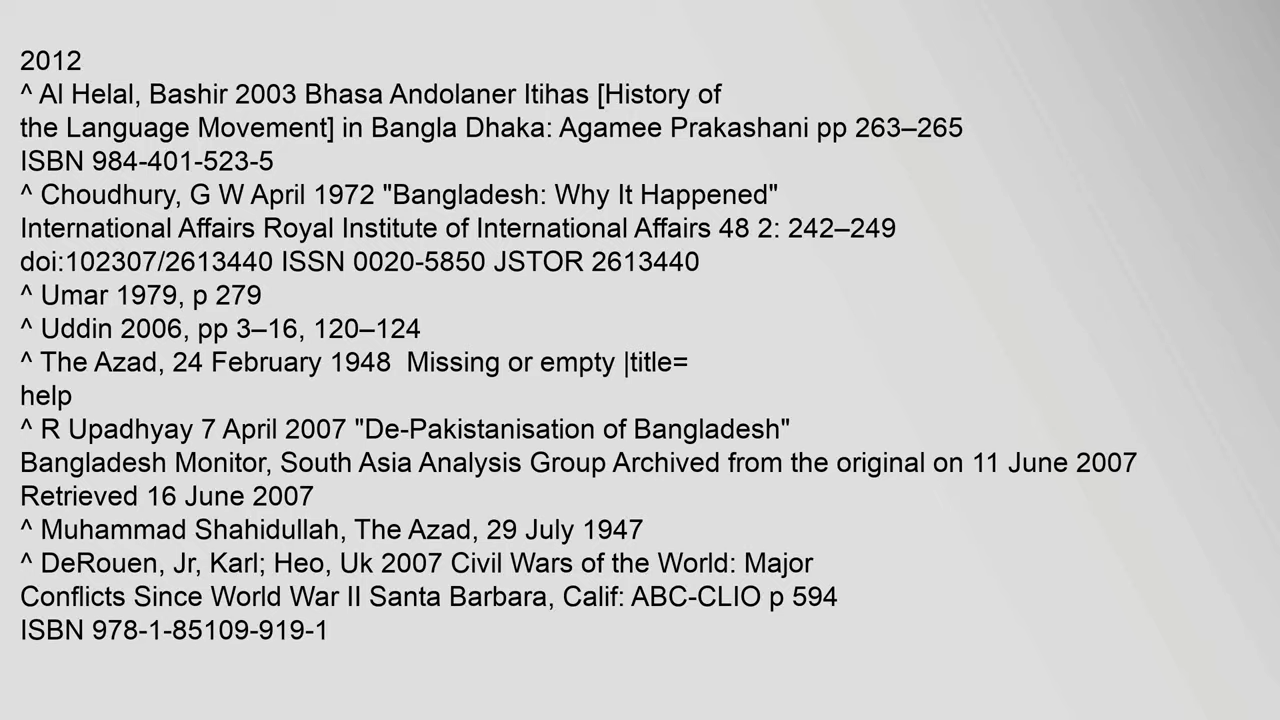 2012
^ Al Helal, Bashir 2003 Bhasa Andolaner Itihas [History of
the Language Movement] in Bangla Dhaka: Agamee Prakashani pp 263–265
ISBN 984-401-523-5
^ Choudhury, G W April 1972 "Bangladesh: Why It Happened"
International Affairs Royal Institute of International Affairs 48 2: 242–249
doi:102307/2613440 ISSN 0020-5850 JSTOR 2613440
^ Umar 1979, p 279
^ Uddin 2006, pp 3–16, 120–124
^ The Azad, 24 February 1948  Missing or empty |title=
help
^ R Upadhyay 7 April 2007 "De-Pakistanisation of Bangladesh"
Bangladesh Monitor, South Asia Analysis Group Archived from the original on 11 June 2007
Retrieved 16 June 2007
^ Muhammad Shahidullah, The Azad, 29 July 1947
^ DeRouen, Jr, Karl; Heo, Uk 2007 Civil Wars of the World: Major
Conflicts Since World War II Santa Barbara, Calif: ABC-CLIO p 594
ISBN 978-1-85109-919-1